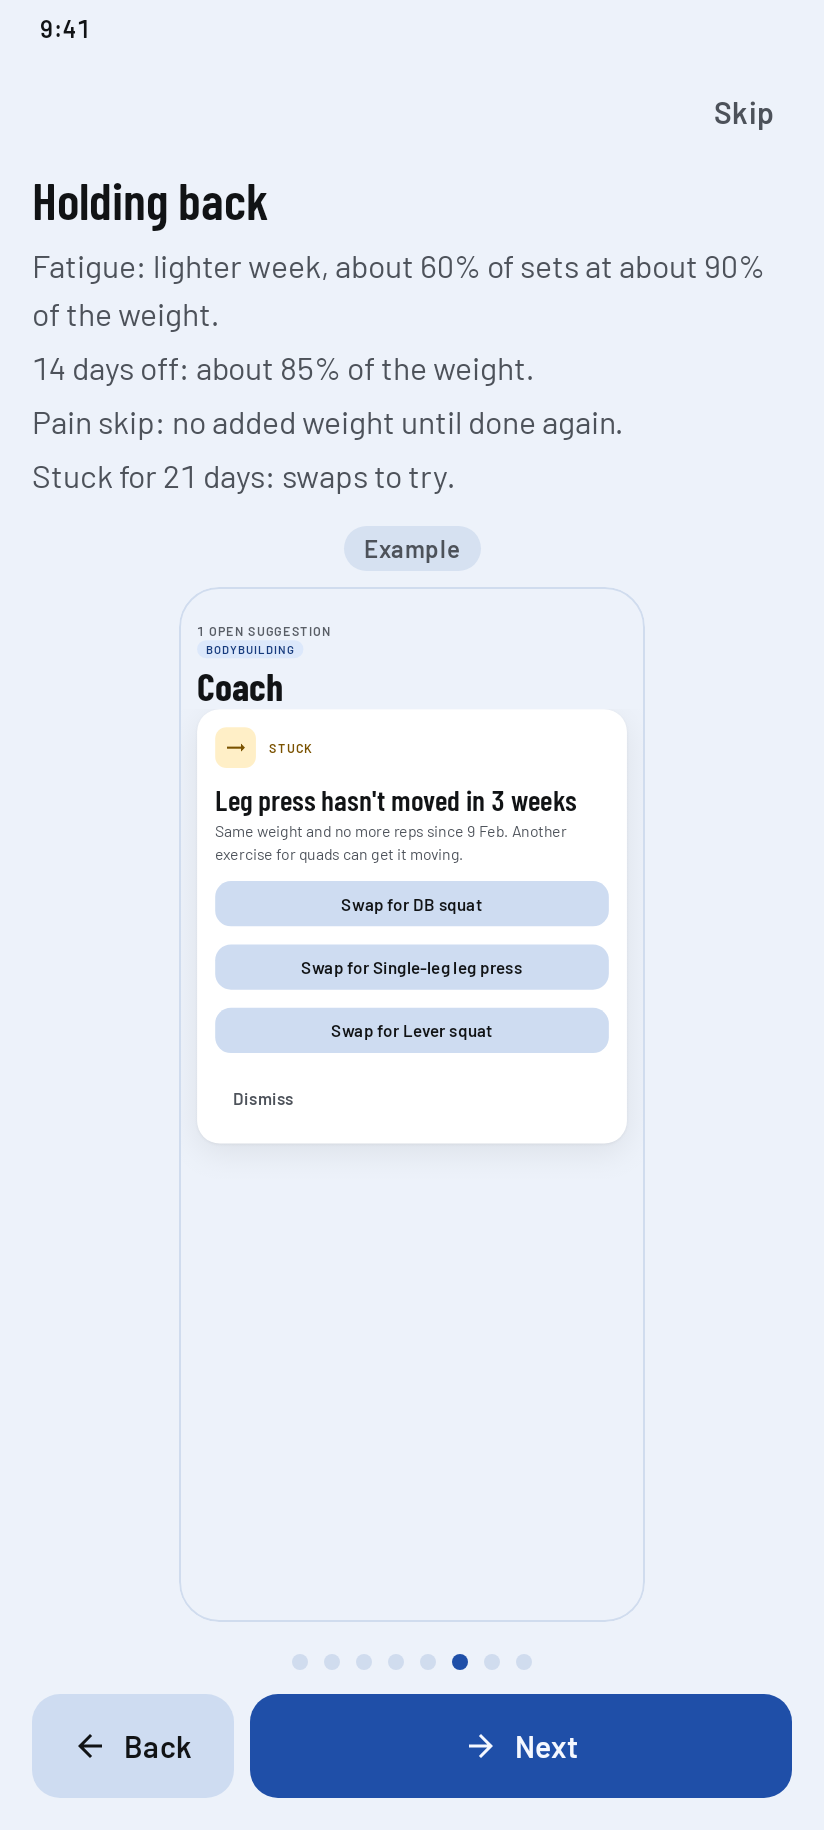 9:41
Skip
Holding back
Fatigue: lighter week, about 60% of sets at about 90%
of the weight.
14 days off: about 85% of the weight.
Pain skip: no added weight until done again.
Stuck for 21 days: swaps to try.
Example
1 OPEN SUGGESTION
BODYBUILDING
Coach
STUCK
Leg press hasn't moved in 3 weeks
Same weight and no more reps since 9 Feb. Another
exercise for quads can get it moving.
Swap for DB squat
Swap for Single-leg leg press
Swap for Lever squat
Dismiss
Back
Next